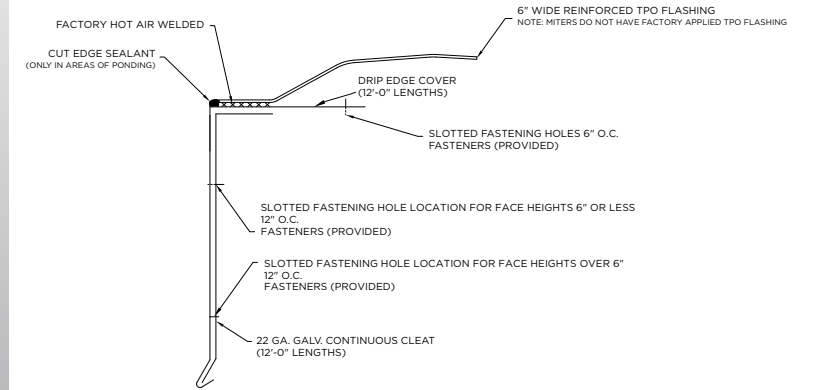 6" WIDE REINFORCED TPO FLASHING
NOTE: MITERS DO NOT HAVE FACTORY APPLIED TPO FLASHING
FACTORY HOT AIR WELDED
CUT EDGE SEALANT
(ONLY IN AREAS OF PONDING)
DRIP EDGE COVER
(12'-0" LENGTHS)
SLOTTED FASTENING HOLES 6" O.C.
FASTENERS (PROVIDED)
SLOTTED FASTENING HOLE LOCATION FOR FACE HEIGHTS 6" OR LESS
12" O.C.
FASTENERS (PROVIDED)
SLOTTED FASTENING HOLE LOCATION FOR FACE HEIGHTS OVER 6"
12" O.C.
FASTENERS (PROVIDED)
22 GA. GALV. CONTINUOUS CLEAT
(12'-0" LENGTHS)